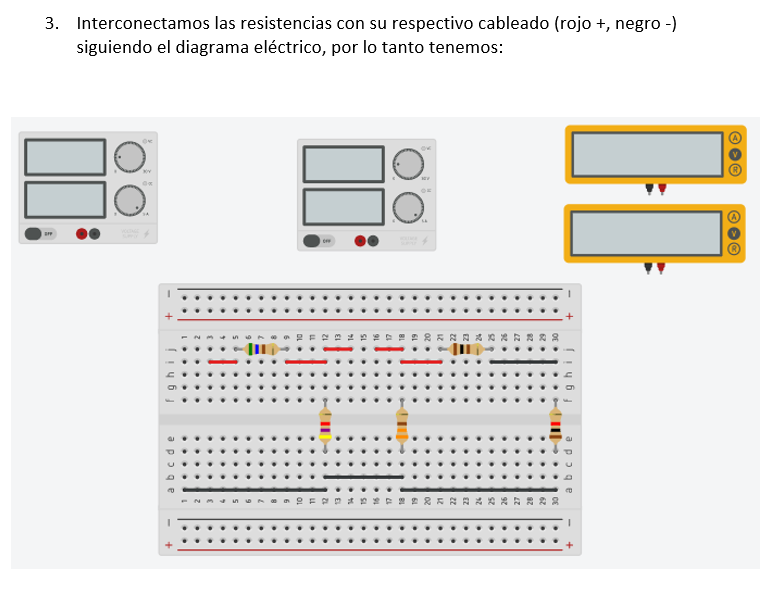 3. Interconectamos las resistencias con su respectivo cableado (rojo +, negro -)
siguiendo el diagrama eléctrico, por lo tanto tenemos:
OFF
OFF
A
V
R
A
V
R
- -
+ +
1 2 3 4 5 6 7 8 9 10 11 12 13 14 15 16 17 18 19 20 21 22 23 24 25 26 27 28 29 30
j j
i i
h h
g g
f f
e e
d d
c c
b b
a a
1 2 3 4 5 6 7 8 9 10 11 12 13 14 15 16 17 18 19 20 21 22 23 24 25 26 27 28 29 30
- -
+ +